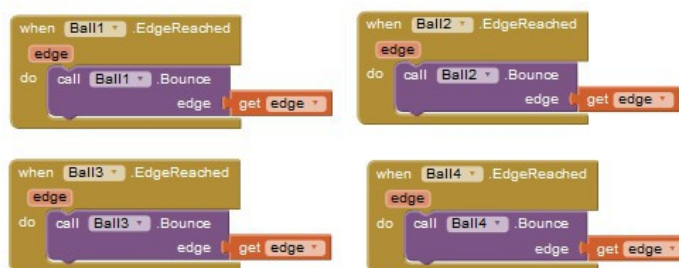 when Ball1 .EdgeReached
edge
do call Ball1 .Bounce
edge get edge
when Ball2 .EdgeReached
edge
do call Ball2 .Bounce
edge get edge
when Ball3 .EdgeReached
edge
do call Ball3 .Bounce
edge get edge
when Ball4 .EdgeReached
edge
do call Ball4 .Bounce
edge get edge